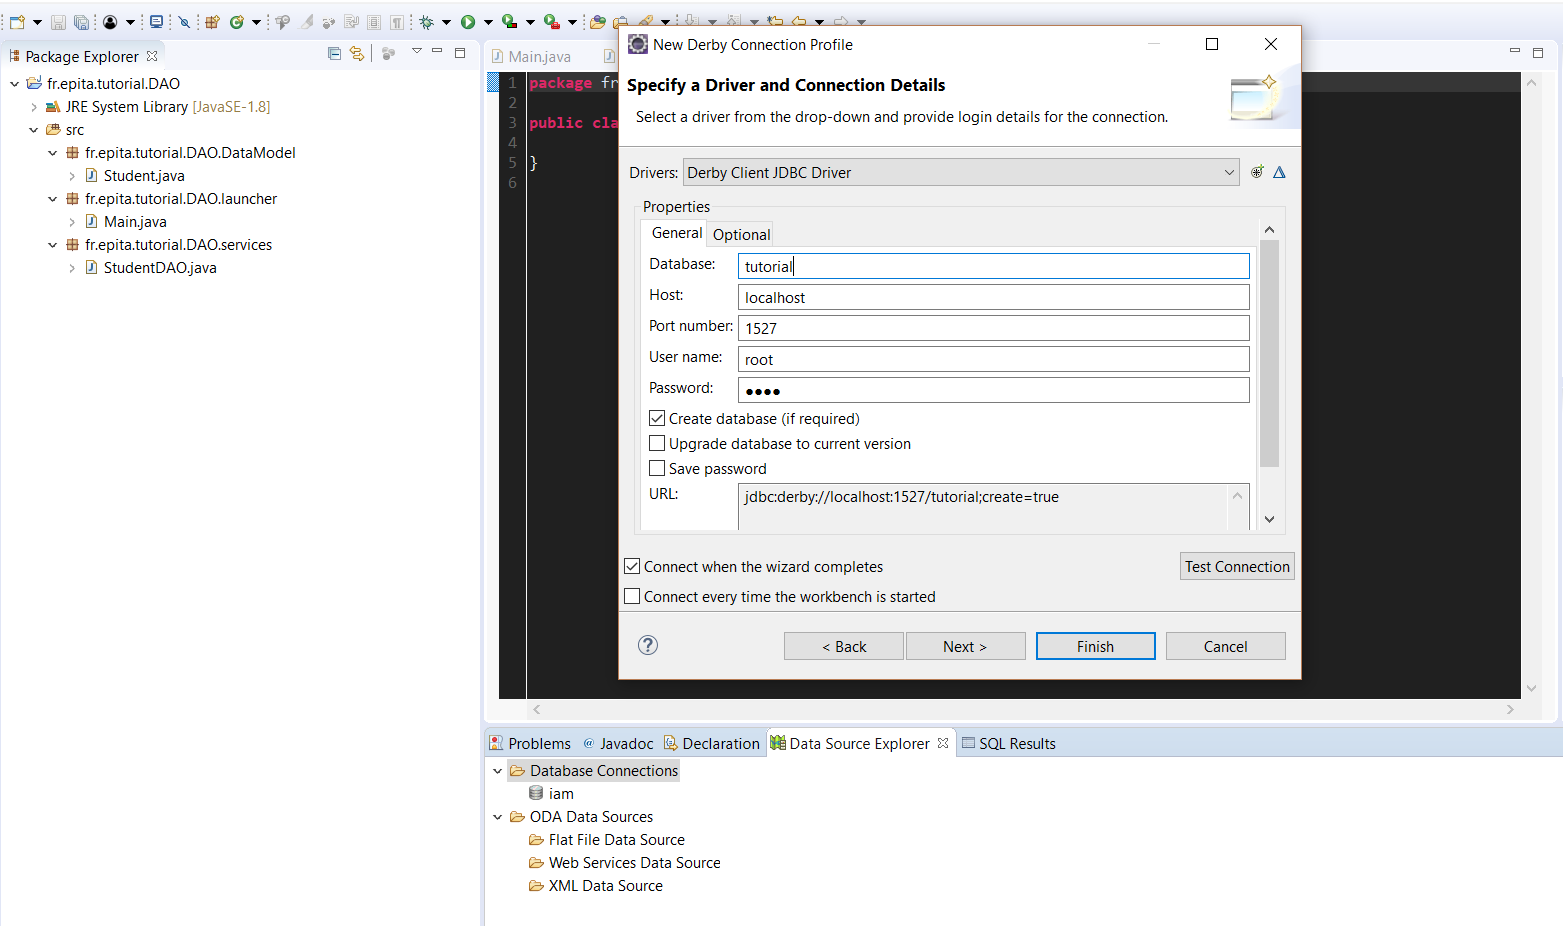 Package Explorer
fr.epita.tutorial.DAO
JRE System Library [JavaSE-1.8]
src
fr.epita.tutorial.DAO.DataModel
Student.java
fr.epita.tutorial.DAO.launcher
Main.java
fr.epita.tutorial.DAO.services
StudentDAO.java
Main.java
1 package fr
2
3 public cla
4
5 }
6
New Derby Connection Profile
Specify a Driver and Connection Details
Select a driver from the drop-down and provide login details for the connection.
Drivers: Derby Client JDBC Driver
Properties
General Optional
Database: tutorial
Host: localhost
Port number: 1527
User name: root
Password: ●●●●
Create database (if required)
Upgrade database to current version
Save password
URL: jdbc:derby://localhost:1527/tutorial;create=true
Connect when the wizard completes Test Connection
Connect every time the workbench is started
? < Back Next > Finish Cancel
Problems @ Javadoc Declaration Data Source Explorer SQL Results
Database Connections
iam
ODA Data Sources
Flat File Data Source
Web Services Data Source
XML Data Source